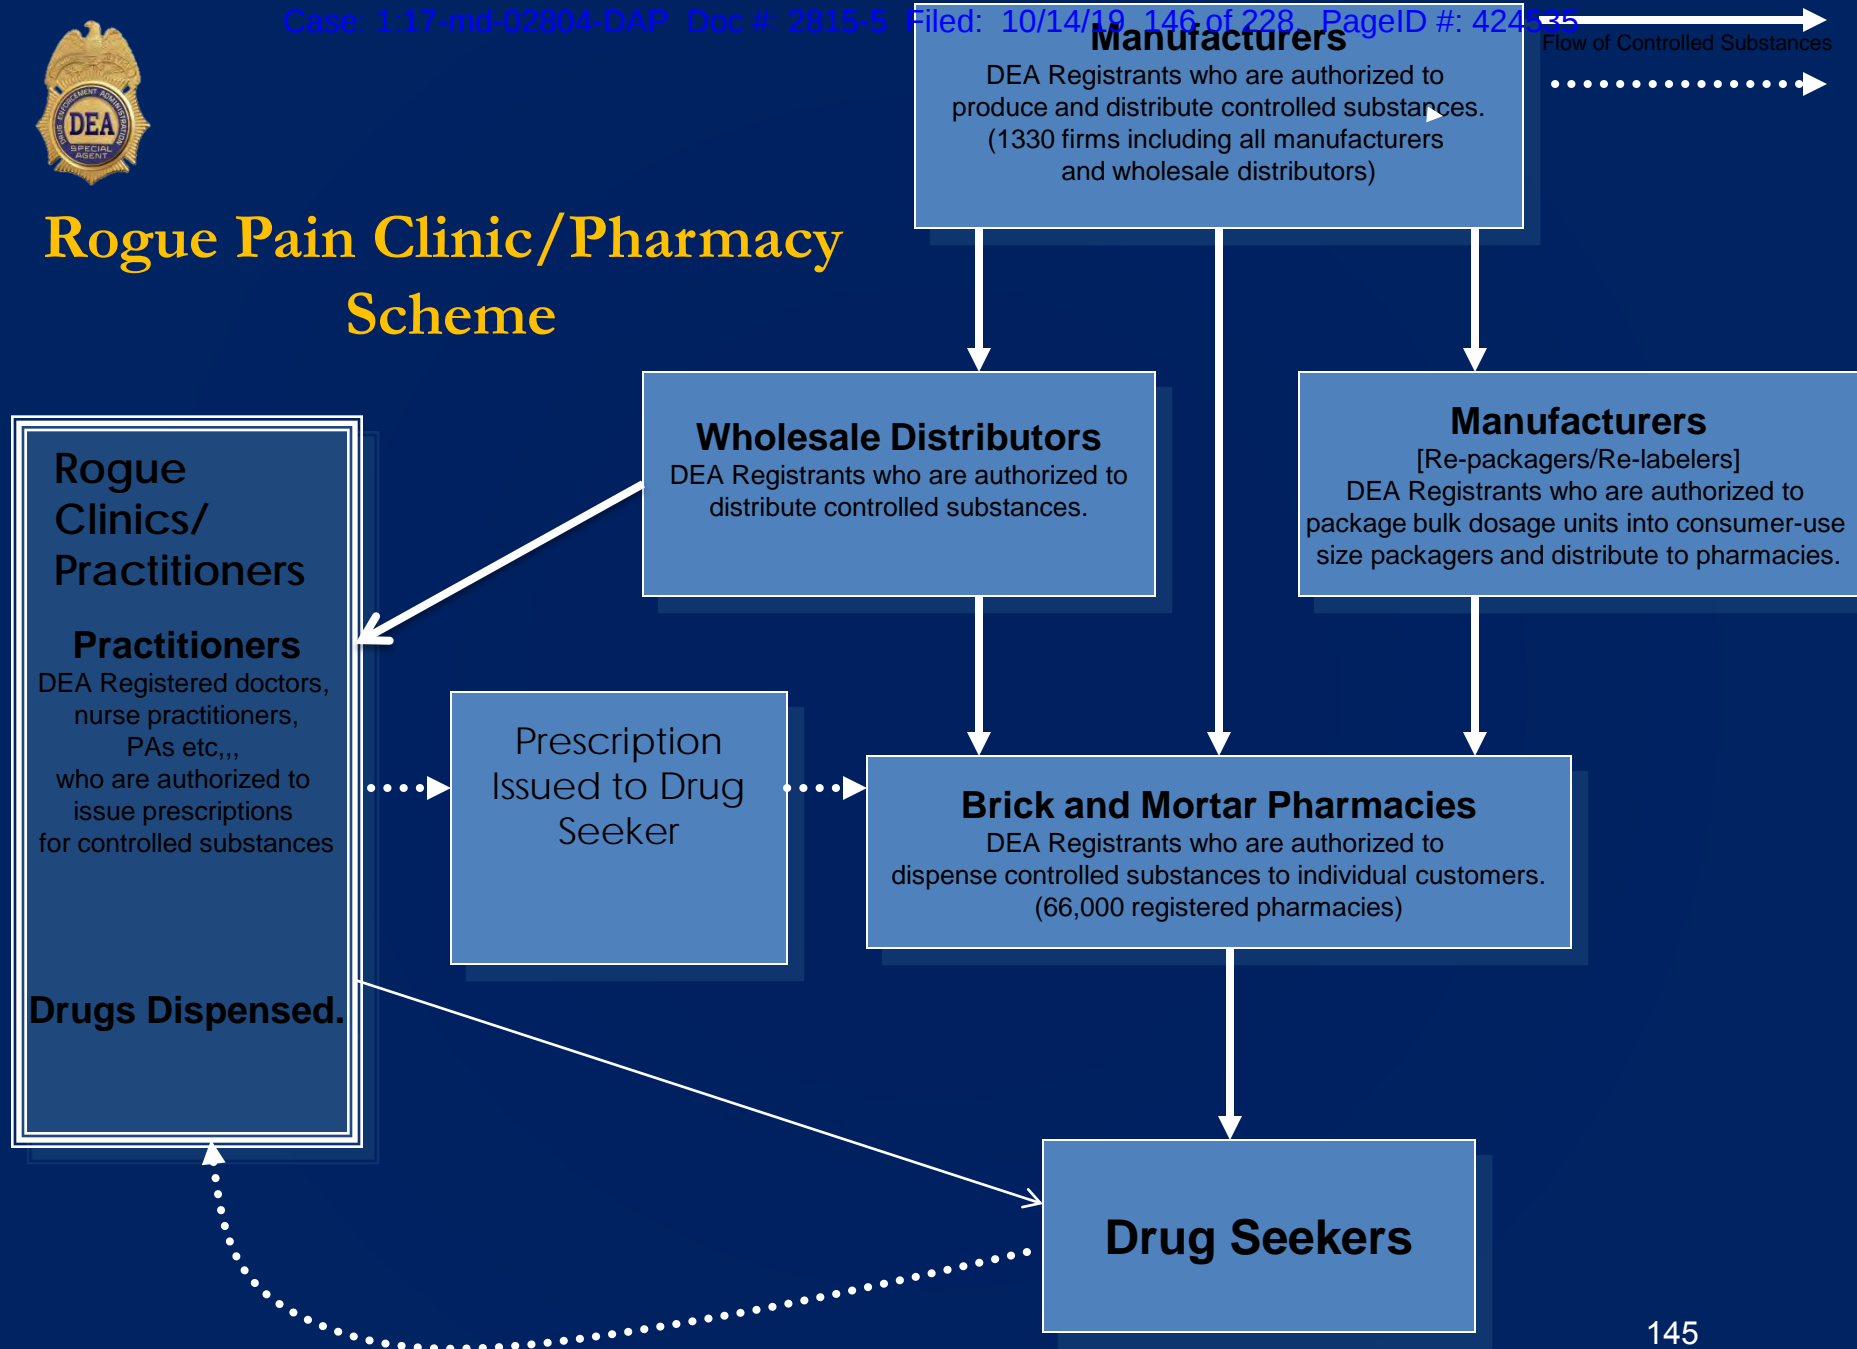 Case: 1:17-md-02804-DAP Doc #: 2815-5 Filed: 10/14/19 146 of 228. PageID #: 424535
Manufacturers
DEA Registrants who are authorized to
produce and distribute controlled substances.
(1330 firms including all manufacturers
and wholesale distributors)
Flow of Controlled Substances
DRUG ENFORCEMENT ADMINISTRATION
DEA
SPECIAL
AGENT
Rogue Pain Clinic/Pharmacy
Scheme
Wholesale Distributors
DEA Registrants who are authorized to
distribute controlled substances.
Manufacturers
[Re-packagers/Re-labelers]
DEA Registrants who are authorized to
package bulk dosage units into consumer-use
size packagers and distribute to pharmacies.
Rogue
Clinics/
Practitioners
Practitioners
DEA Registered doctors,
nurse practitioners,
PAs etc,,,
who are authorized to
issue prescriptions
for controlled substances
Drugs Dispensed.
Prescription
Issued to Drug
Seeker
Brick and Mortar Pharmacies
DEA Registrants who are authorized to
dispense controlled substances to individual customers.
(66,000 registered pharmacies)
Drug Seekers
145